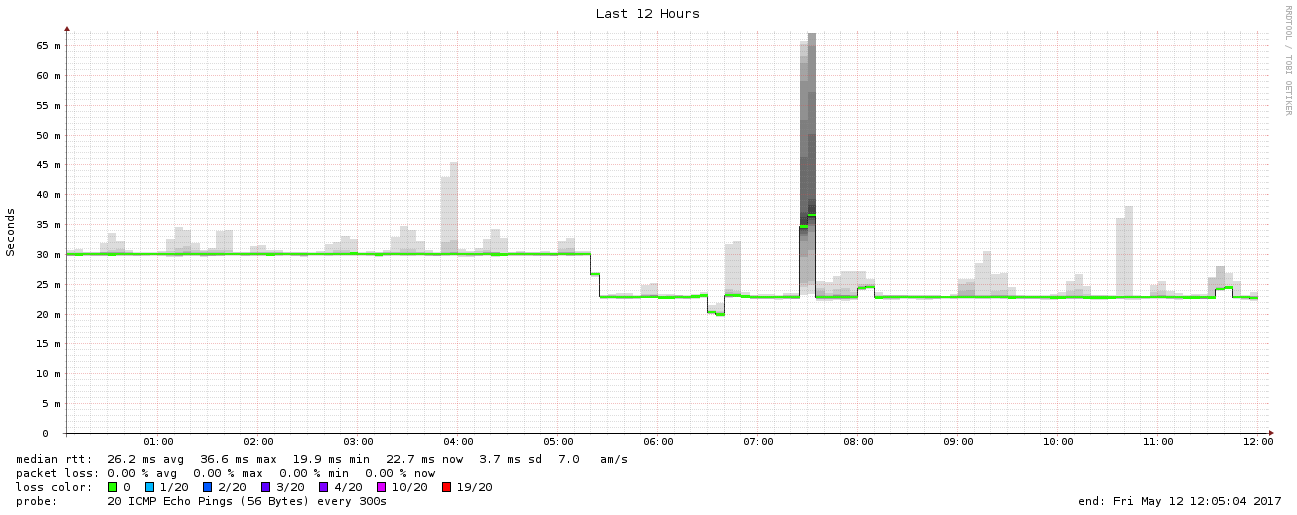 Last 12 Hours
RRDTOOL / TOBI OETIKER
Seconds
65 m
60 m
55 m
50 m
45 m
40 m
35 m
30 m
25 m
20 m
15 m
10 m
5 m
0
01:00 02:00 03:00 04:00 05:00 06:00 07:00 08:00 09:00 10:00 11:00 12:00
median rtt: 26.2 ms avg 36.6 ms max 19.9 ms min 22.7 ms now 3.7 ms sd 7.0 am/s
packet loss: 0.00 % avg 0.00 % max 0.00 % min 0.00 % now
loss color: 0 1/20 2/20 3/20 4/20 10/20 19/20
probe: 20 ICMP Echo Pings (56 Bytes) every 300s end: Fri May 12 12:05:04 2017